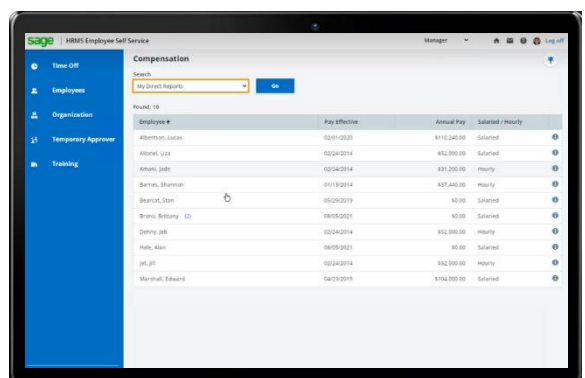 sage HRMS Employee Self Service Manager Log off
Time Off
Employees
Organization
Temporary Approver
Training
Compensation
Search
My Direct Reports Go
Found: 10
Employee Pay Effective Annual Pay Salaried / Hourly
Albertson, Lucas 02/01/2020 $110,240.00 Salaried
Allonel, Liza 02/24/2014 $52,000.00 Salaried
Amoni, Jode 02/24/2014 $31,200.00 Hourly
Barnes, Shannon 01/13/2014 $37,440.00 Hourly
Bearcat, Stan 05/29/2019 $0.00 Salaried
Brono, Brittany (2) 08/05/2021 $0.00 Salaried
Denny, Jeb 02/24/2014 $52,000.00 Hourly
Hale, Alan 08/05/2021 $0.00 Salaried
Jet, Jill 02/24/2014 $52,000.00 Hourly
Marshall, Edward 04/23/2019 $104,000.00 Salaried